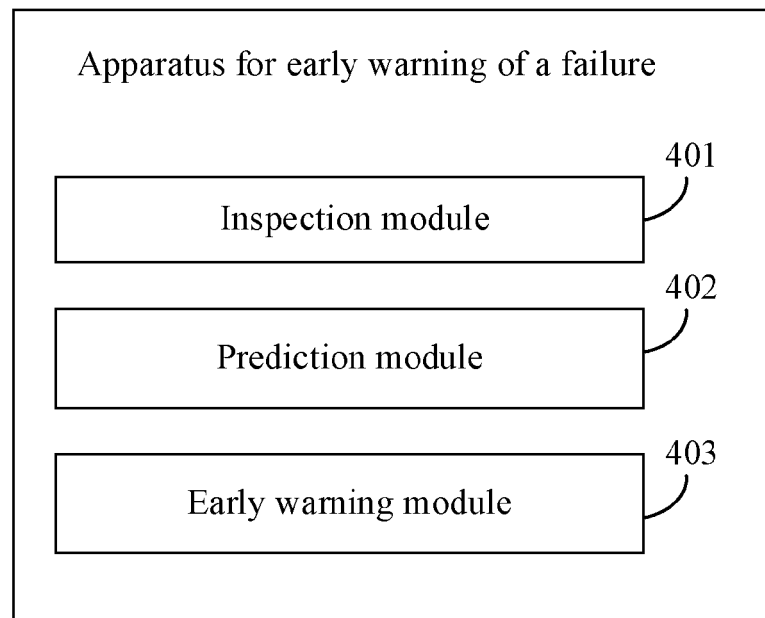 Apparatus for early warning of a failure
401
Inspection module
402
Prediction module
403
Early warning module